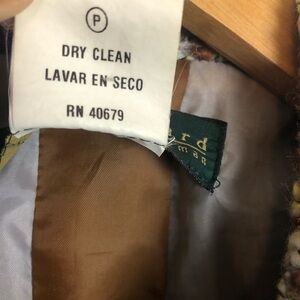 P
DRY CLEAN
LAVAR EN SECO
RN 40679